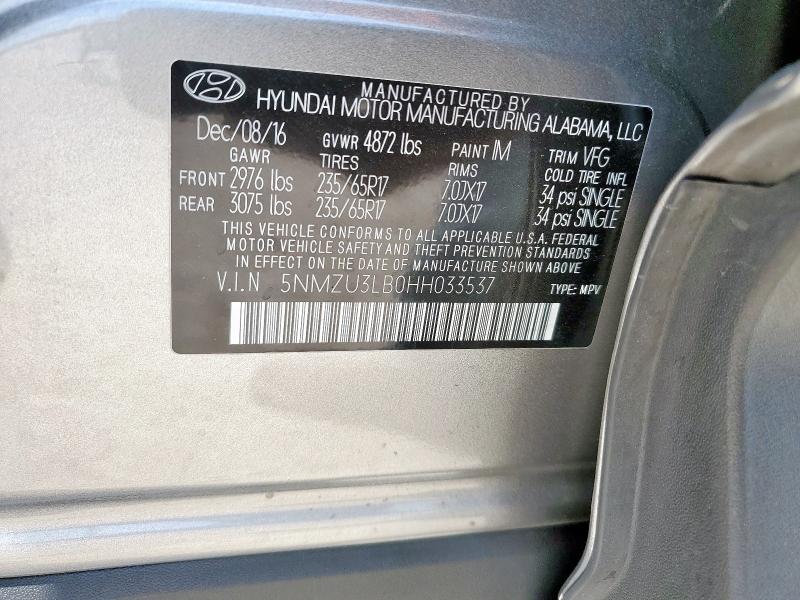 MANUFACTURED BY
HYUNDAI MOTOR MANUFACTURING ALABAMA, LLC
Dec/08/16 GVWR 4872 lbs PAINT IM TRIM VFG
GAWR TIRES RIMS COLD TIRE INFL
FRONT 2976 lbs 235/65R17 7.0JX17 34 psi SINGLE
REAR 3075 lbs 235/65R17 7.0JX17 34 psi SINGLE
THIS VEHICLE CONFORMS TO ALL APPLICABLE U.S.A. FEDERAL
MOTOR VEHICLE SAFETY AND THEFT PREVENTION STANDARDS
IN EFFECT ON THE DATE OF MANUFACTURE SHOWN ABOVE
V.I.N 5NMZU3LB0HH033537 TYPE: MPV